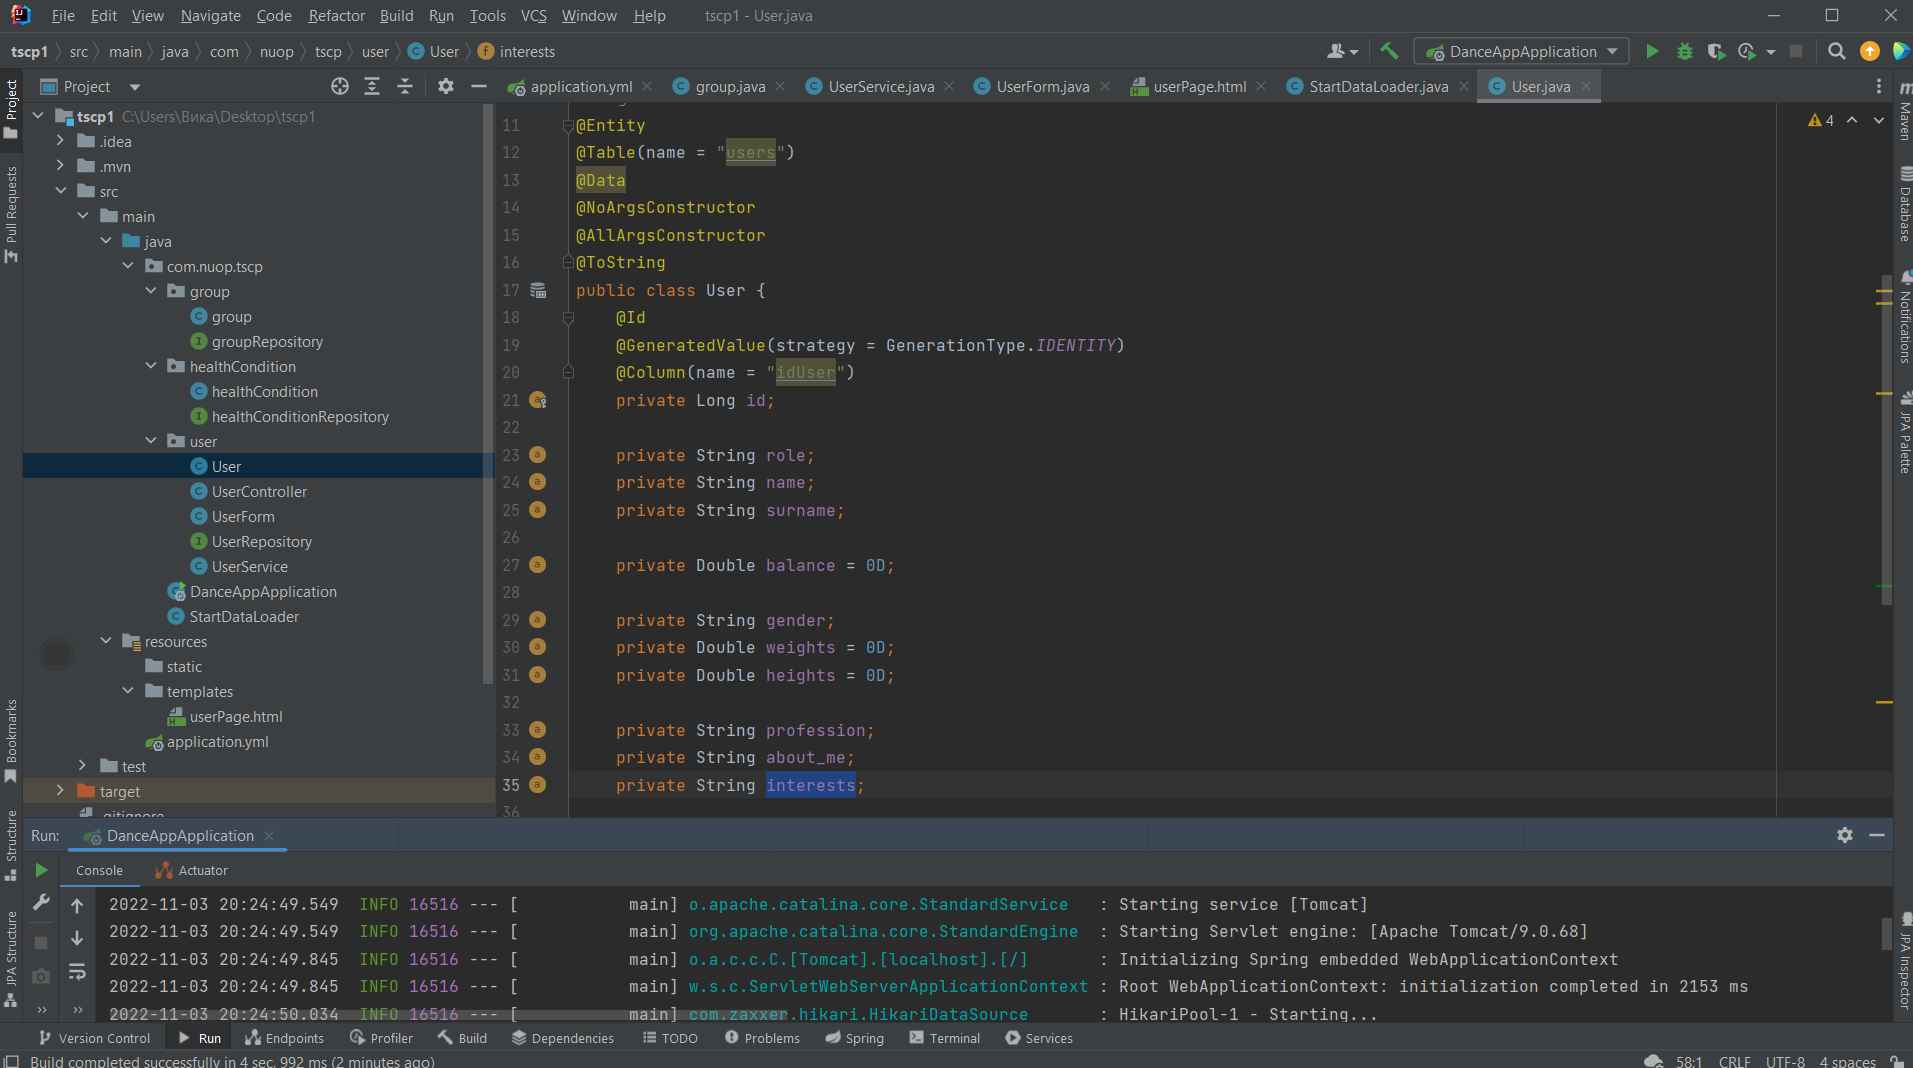 File Edit View Navigate Code Refactor Build Run Tools VCS Window Help tscp1 - User.java
tscp1 src main java com nuop tscp user User interests DanceAppApplication
Project
application.yml group.java UserService.java UserForm.java userPage.html StartDataLoader.java User.java
tscp1 C:\Users\Вика\Desktop\tscp1
.idea
.mvn
src
main
java
com.nuop.tscp
group
group
groupRepository
healthCondition
healthCondition
healthConditionRepository
user
User
UserController
UserForm
UserRepository
UserService
DanceAppApplication
StartDataLoader
resources
static
templates
userPage.html
application.yml
test
target
.gitignore
11 @Entity
12 @Table(name = "users")
13 @Data
14 @NoArgsConstructor
15 @AllArgsConstructor
16 @ToString
17 public class User {
18 @Id
19 @GeneratedValue(strategy = GenerationType.IDENTITY)
20 @Column(name = "idUser")
21 private Long id;
22
23 private String role;
24 private String name;
25 private String surname;
26
27 private Double balance = 0D;
28
29 private String gender;
30 private Double weights = 0D;
31 private Double heights = 0D;
32
33 private String profession;
34 private String about_me;
35 private String interests;
36
4
Project
Pull Requests
Bookmarks
Structure
JPA Structure
Maven
Database
Notifications
JPA Palette
JPA Inspector
Run: DanceAppApplication
Console Actuator
2022-11-03 20:24:49.549 INFO 16516 --- [ main] o.apache.catalina.core.StandardService : Starting service [Tomcat]
2022-11-03 20:24:49.549 INFO 16516 --- [ main] org.apache.catalina.core.StandardEngine : Starting Servlet engine: [Apache Tomcat/9.0.68]
2022-11-03 20:24:49.845 INFO 16516 --- [ main] o.a.c.c.C.[Tomcat].[localhost].[/] : Initializing Spring embedded WebApplicationContext
2022-11-03 20:24:49.845 INFO 16516 --- [ main] w.s.c.ServletWebServerApplicationContext : Root WebApplicationContext: initialization completed in 2153 ms
2022-11-03 20:24:50.034 INFO 16516 --- [ main] com.zaxxer.hikari.HikariDataSource : HikariPool-1 - Starting...
Version Control Run Endpoints Profiler Build Dependencies TODO Problems Spring Terminal Services
Build completed successfully in 4 sec, 992 ms (2 minutes ago) 58:1 CRLF UTF-8 4 spaces